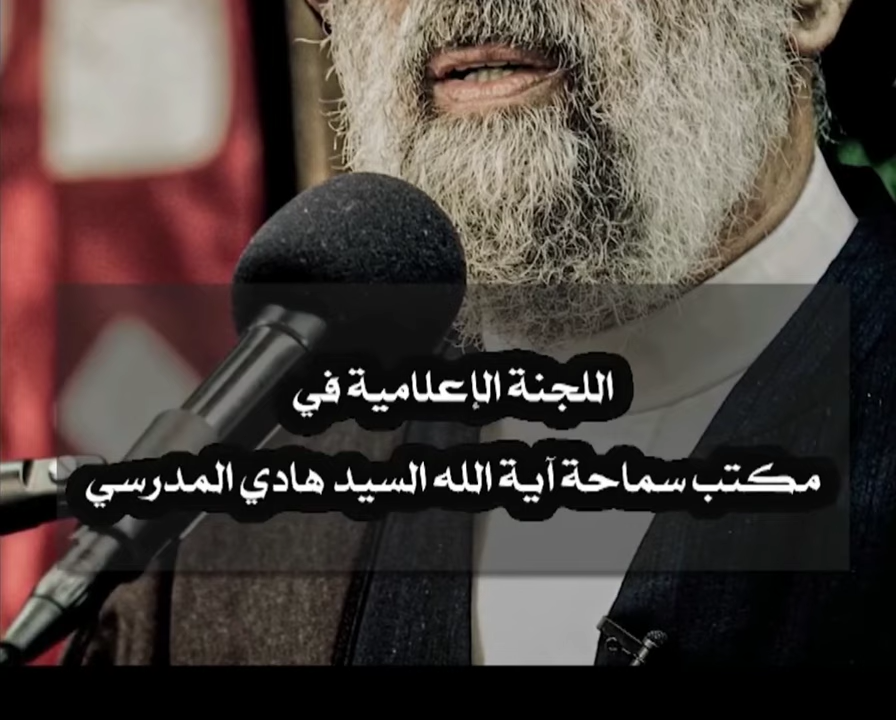 اللجنة الإعلامية في
مكتب سماحة آية الله السيد هادي المدرسي